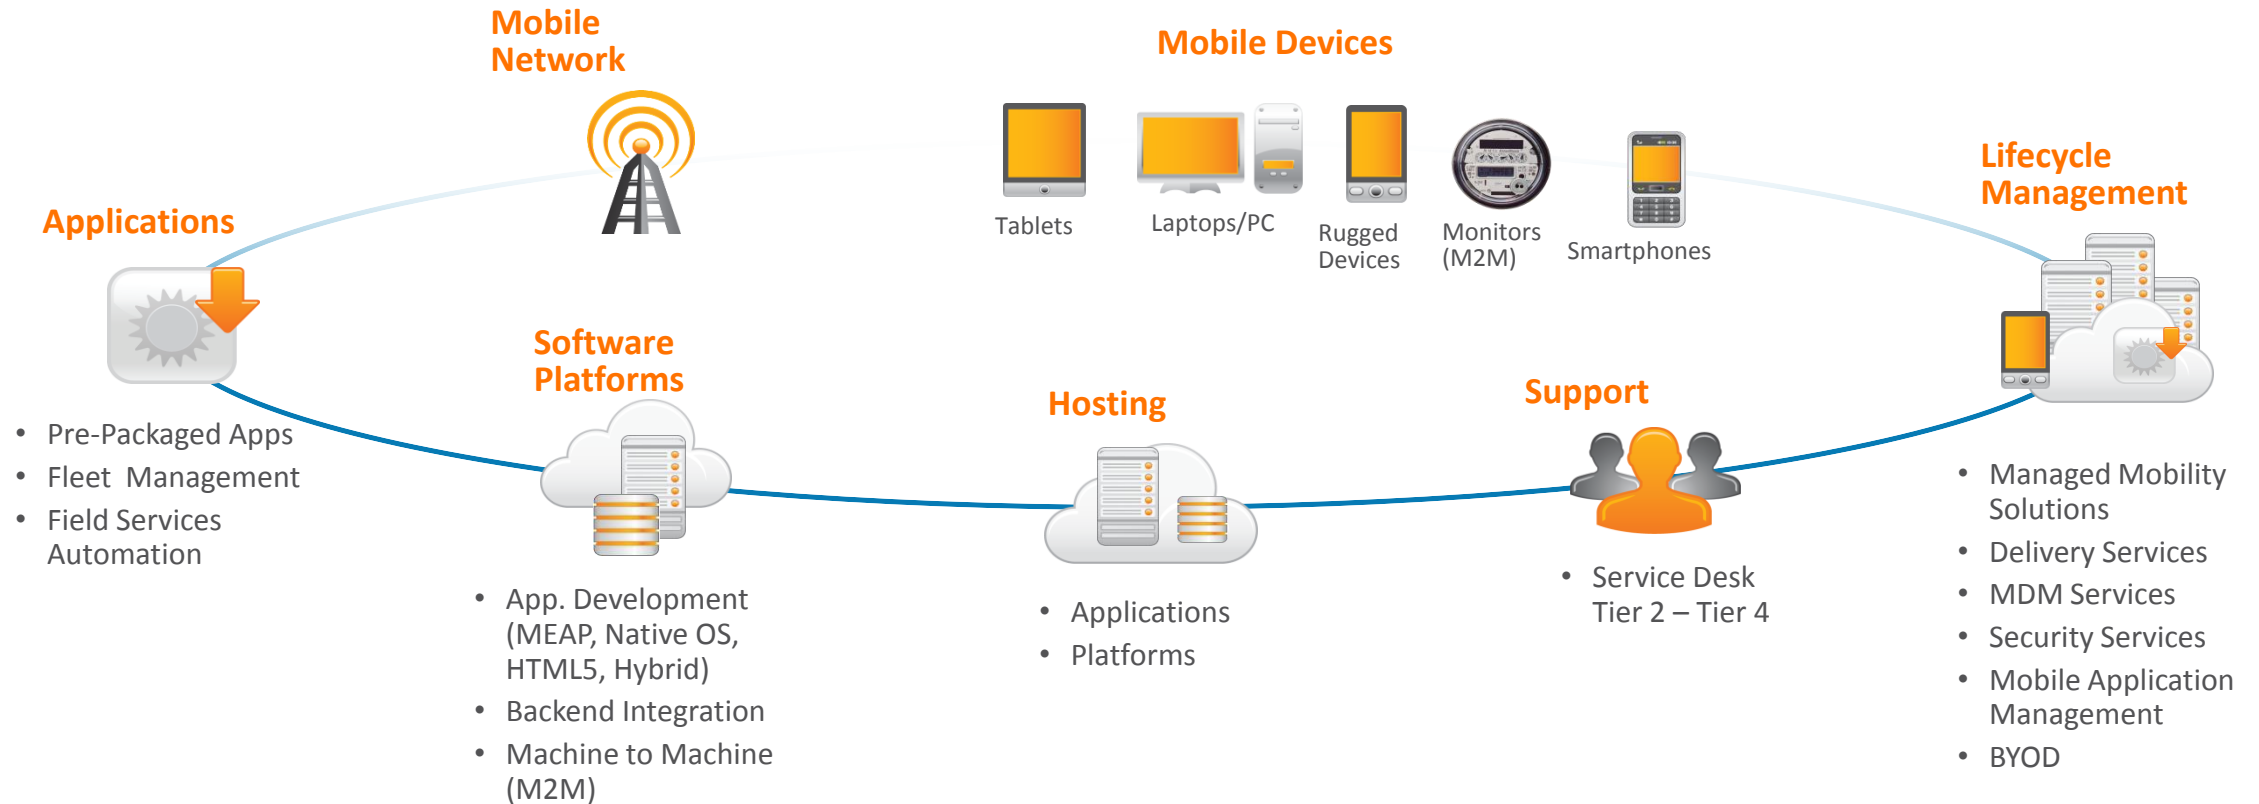 Mobile
Network
Mobile Devices
Tablets
Laptops/PC
Rugged
Devices
Monitors
(M2M)
Smartphones
Lifecycle
Management
• Managed Mobility
Solutions
• Delivery Services
• MDM Services
• Security Services
• Mobile Application
Management
• BYOD
Applications
• Pre-Packaged Apps
• Fleet Management
• Field Services
Automation
Software
Platforms
• App. Development
(MEAP, Native OS,
HTML5, Hybrid)
• Backend Integration
• Machine to Machine
(M2M)
Hosting
• Applications
• Platforms
Support
• Service Desk
Tier 2 – Tier 4